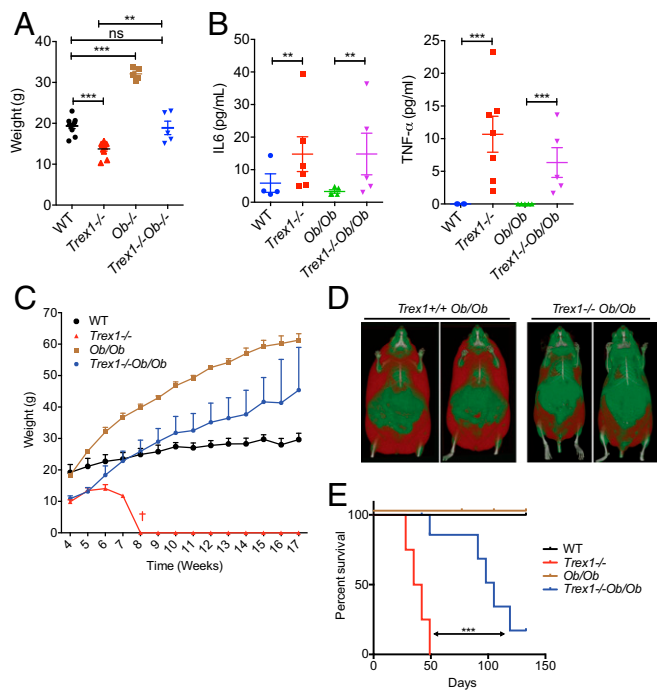 A
Weight (g)
40
30
20
10
0
**
ns
***
***
WT
Trex1-/-
Ob-/-
Trex1-/-Ob-/-
B
IL6 (pg/mL)
50
40
30
20
10
0
**
**
WT
Trex1-/-
Ob/Ob
Trex1-/-Ob/Ob
TNF-α (pg/ml)
25
20
15
10
5
0
***
***
WT
Trex1-/-
Ob/Ob
Trex1-/-Ob/Ob
C
WT
Trex1-/-
Ob/Ob
Trex1-/-Ob/Ob
Weight (g)
70
60
50
40
30
20
10
0
†
4 5 6 7 8 9 10 11 12 13 14 15 16 17
Time (Weeks)
D
Trex1+/+ Ob/Ob
Trex1-/- Ob/Ob
E
Percent survival
100
50
0
***
0 50 100 150
Days
WT
Trex1-/-
Ob/Ob
Trex1-/-Ob/Ob